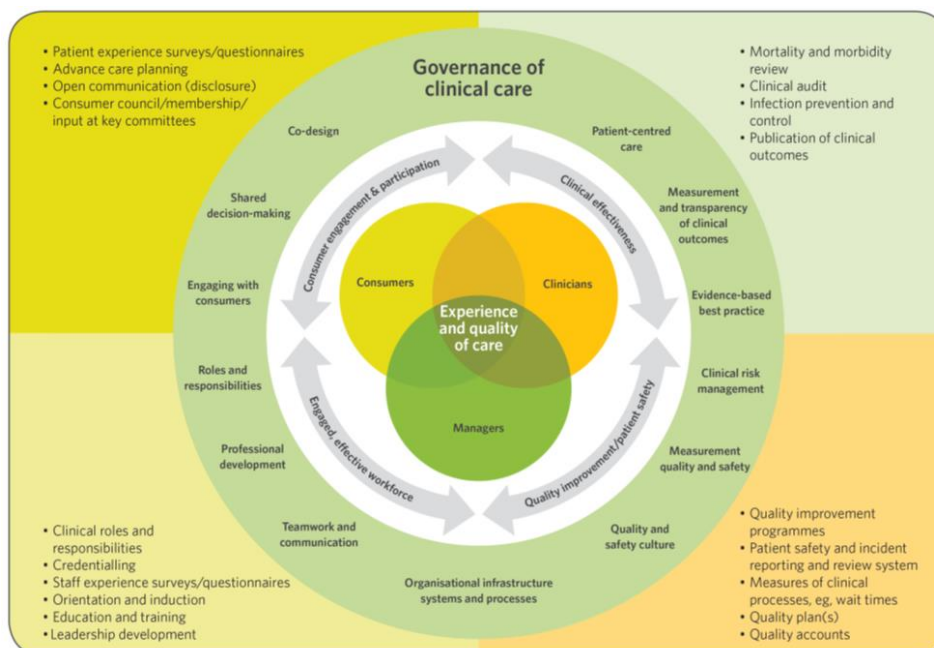 • Patient experience surveys/questionnaires
• Advance care planning
• Open communication (disclosure)
• Consumer council/membership/
input at key committees
Governance of
clinical care
• Mortality and morbidity
review
• Clinical audit
• Infection prevention and
control
• Publication of clinical
outcomes
Co-design
Patient-centred
care
Shared
decision-making
Measurement
and transparency
of clinical
outcomes
Engaging with
consumers
Evidence-based
best practice
Consumer engagement & participation
Clinical effectiveness
Consumers
Clinicians
Experience
and quality
of care
Managers
Roles and
responsibilities
Clinical risk
management
Engaged, effective workforce
Quality improvement/patient safety
Professional
development
Measurement
quality and safety
Teamwork and
communication
Quality and
safety culture
Organisational infrastructure
systems and processes
• Clinical roles and
responsibilities
• Credentialling
• Staff experience surveys/questionnaires
• Orientation and induction
• Education and training
• Leadership development
• Quality improvement
programmes
• Patient safety and incident
reporting and review system
• Measures of clinical
processes, eg, wait times
• Quality plan(s)
• Quality accounts